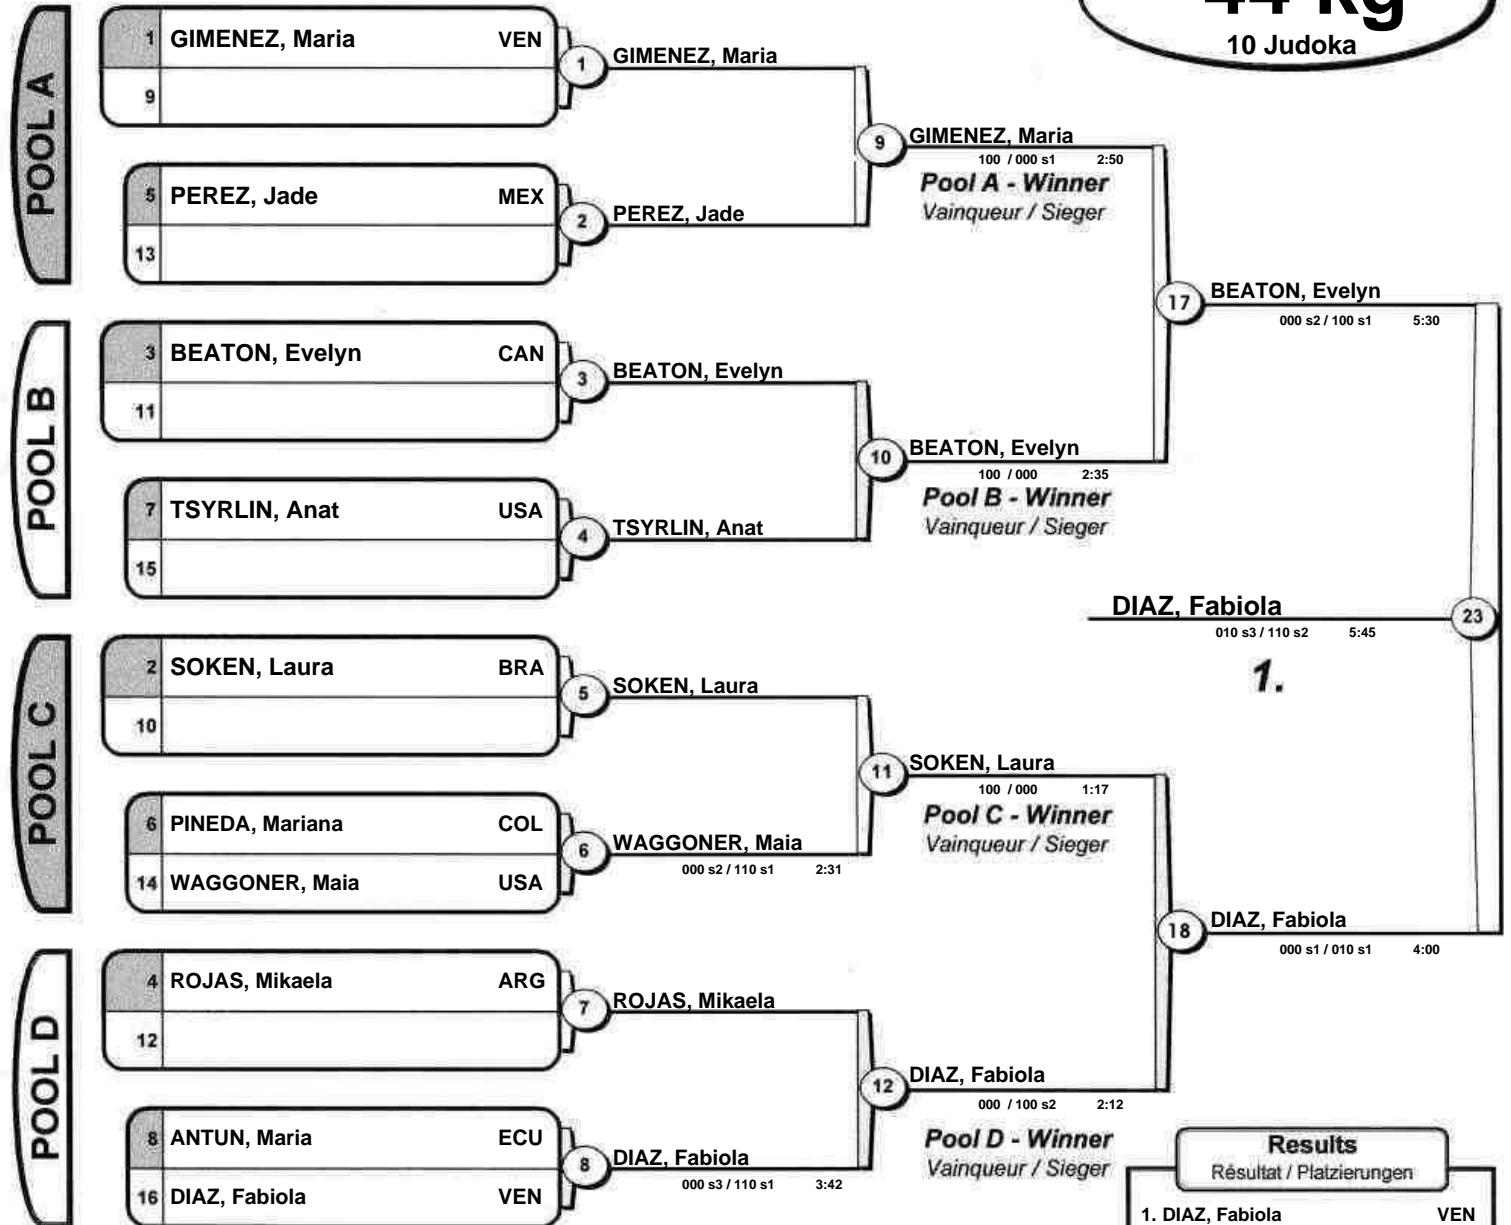 44 kg
10 Judoka
POOL A
1 GIMENEZ, Maria VEN
9
1 GIMENEZ, Maria
5 PEREZ, Jade MEX
13
2 PEREZ, Jade
9 GIMENEZ, Maria
100 / 000 s1 2:50
Pool A - Winner
Vainqueur / Sieger
POOL B
3 BEATON, Evelyn CAN
11
3 BEATON, Evelyn
7 TSYRLIN, Anat USA
15
4 TSYRLIN, Anat
10 BEATON, Evelyn
100 / 000 2:35
Pool B - Winner
Vainqueur / Sieger
17 BEATON, Evelyn
000 s2 / 100 s1 5:30
DIAZ, Fabiola 23
010 s3 / 110 s2 5:45
1.
POOL C
2 SOKEN, Laura BRA
10
5 SOKEN, Laura
6 PINEDA, Mariana COL
14 WAGGONER, Maia USA
6 WAGGONER, Maia
000 s2 / 110 s1 2:31
11 SOKEN, Laura
100 / 000 1:17
Pool C - Winner
Vainqueur / Sieger
POOL D
4 ROJAS, Mikaela ARG
12
7 ROJAS, Mikaela
8 ANTUN, Maria ECU
16 DIAZ, Fabiola VEN
8 DIAZ, Fabiola
000 s3 / 110 s1 3:42
12 DIAZ, Fabiola
000 / 100 s2 2:12
Pool D - Winner
Vainqueur / Sieger
18 DIAZ, Fabiola
000 s1 / 010 s1 4:00
Results
Résultat / Platzierungen
1. DIAZ, Fabiola VEN